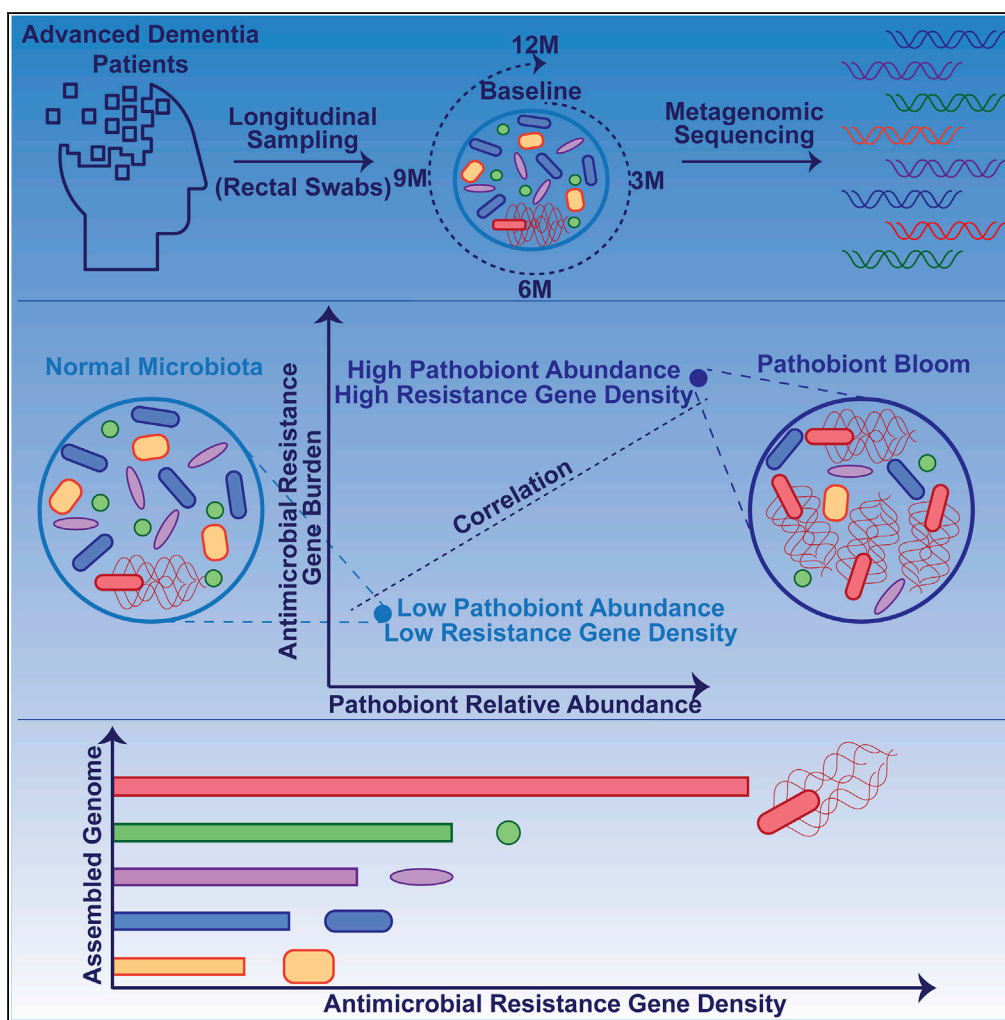 Advanced Dementia
Patients
Longitudinal
Sampling
(Rectal Swabs)
12M
Baseline
9M
3M
6M
Metagenomic
Sequencing
Normal Microbiota
Antimicrobial Resistance
Gene Burden
High Pathobiont Abundance
High Resistance Gene Density
Pathobiont Bloom
Correlation
Low Pathobiont Abundance
Low Resistance Gene Density
Pathobiont Relative Abundance
Assembled Genome
Antimicrobial Resistance Gene Density